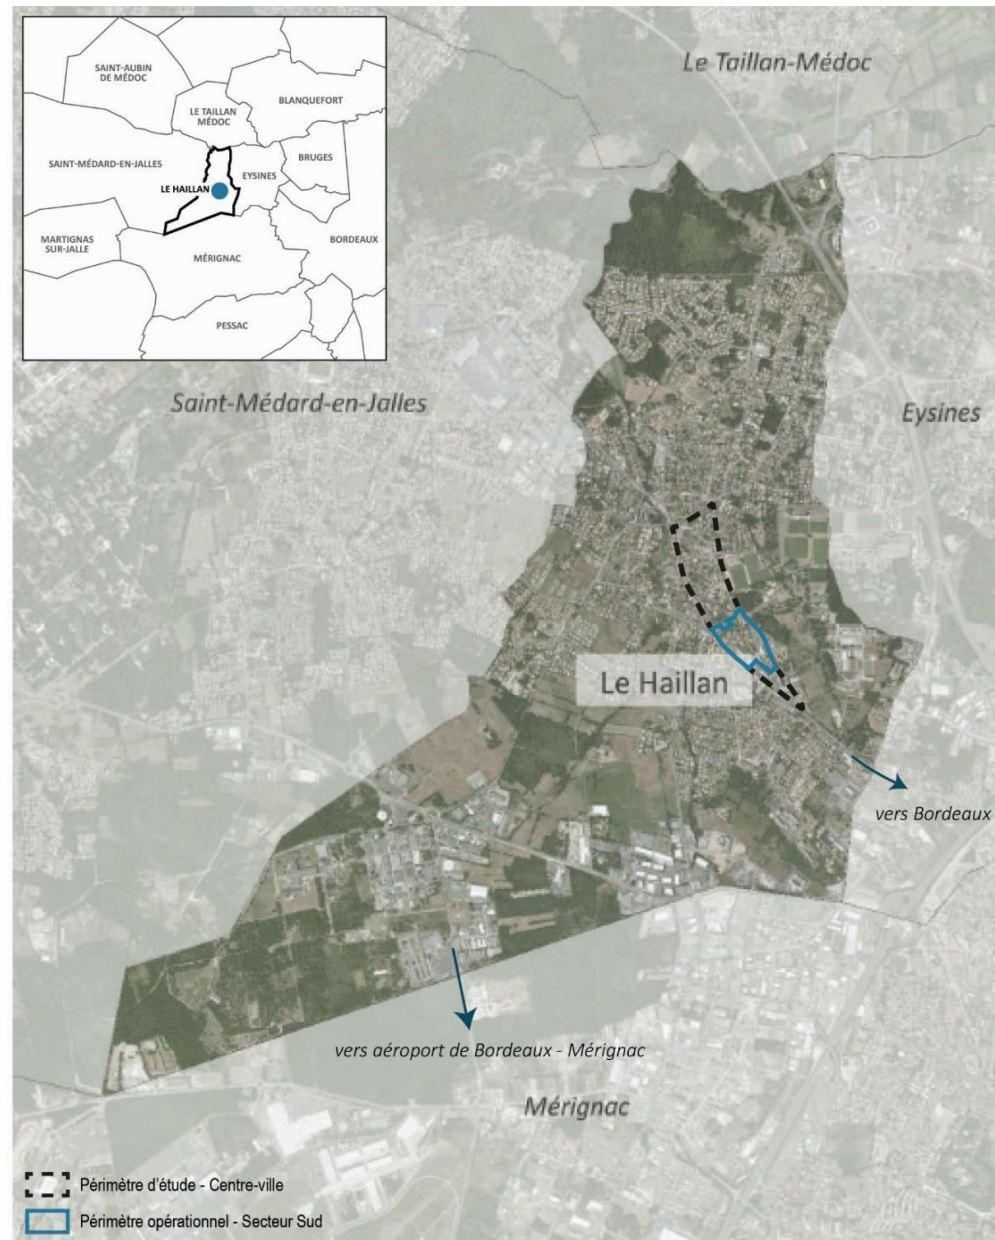 SAINT-AUBIN
DE MÉDOC
LE TAILLAN
MÉDOC
BLANQUEFORT
SAINT-MÉDARD-EN-JALLES
EYSINES
BRUGES
LE HAILLAN
MARTIGNAS
SUR-JALLE
MÉRIGNAC
BORDEAUX
PESSAC
Le Taillan-Médoc
Saint-Médard-en-Jalles
Eysines
Le Haillan
vers Bordeaux
vers aéroport de Bordeaux - Mérignac
Mérignac
Périmètre d'étude - Centre-ville
Périmètre opérationnel - Secteur Sud